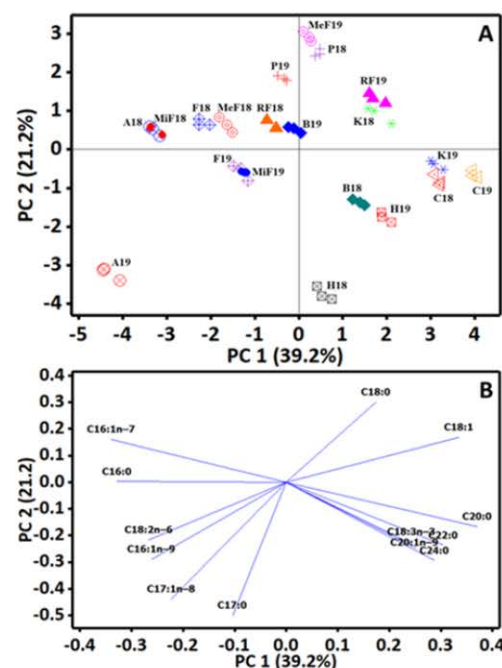 A
MeF19
P18
P19
RF19
K18
A18
MiF18
F18
MeF18
RF18
B19
F19
MiF19
K19
C18
C19
B18
H19
A19
H18
3
2
1
0
-1
-2
-3
-4
-5
-4
-3
-2
-1
0
1
2
3
4
PC 2 (21.2%)
PC 1 (39.2%)
B
C18:0
C18:1
C16:1n−7
C16:0
C18:2n−6
C16:1n−9
C17:1n−8
C17:0
C20:0
C22:0
C20:1n−9
C24:0
0.4
0.3
0.2
0.1
0.0
-0.1
-0.2
-0.3
-0.4
-0.5
-0.4
-0.3
-0.2
-0.1
0.0
0.1
0.2
0.3
0.4
PC 2 (21.2)
PC 1 (39.2%)